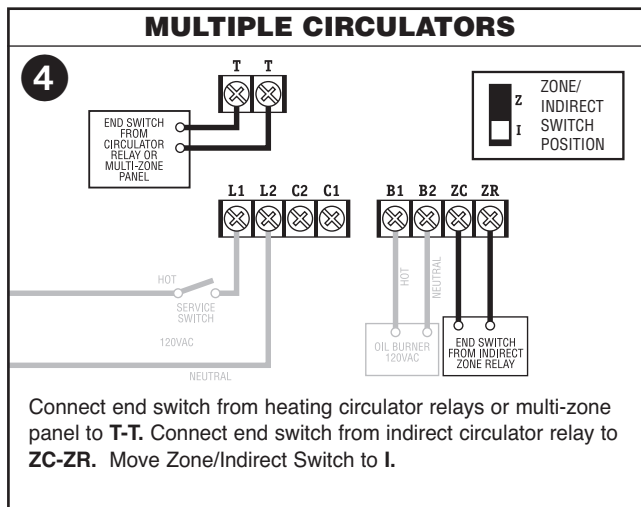 MULTIPLE CIRCULATORS
4
T T
END SWITCH
FROM
CIRCULATOR
RELAY OR
MULTI-ZONE
PANEL
Z
I
ZONE/
INDIRECT
SWITCH
POSITION
L1 L2 C2 C1
B1 B2 ZC ZR
HOT
SERVICE
SWITCH
120VAC
NEUTRAL
HOT
NEUTRAL
OIL BURNER
120VAC
END SWITCH
FROM INDIRECT
ZONE RELAY
Connect end switch from heating circulator relays or multi-zone
panel to T-T. Connect end switch from indirect circulator relay to
ZC-ZR. Move Zone/Indirect Switch to I.